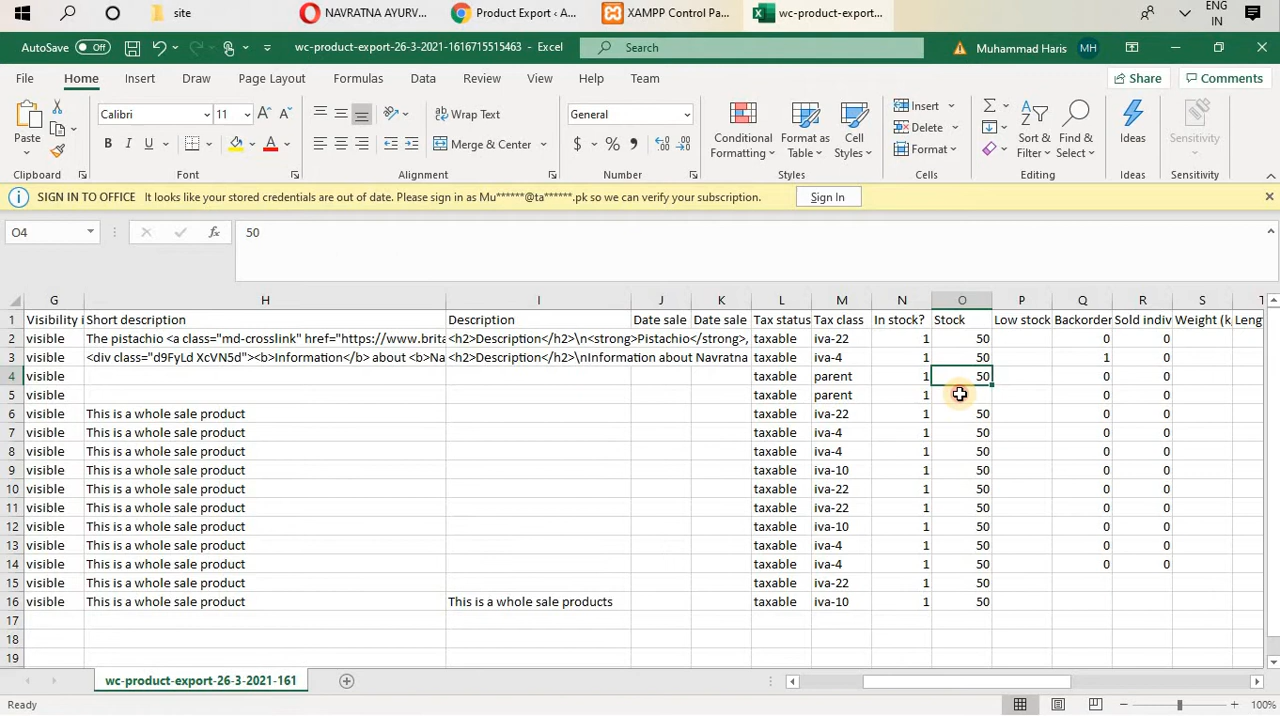 site NAVRATNA AYURV... Product Export ‹ A... XAMPP Control Pa... wc-product-export... ENG
IN
AutoSave Off wc-product-export-26-3-2021-1616715515463 - Excel Search Muhammad Haris MH
File Home Insert Draw Page Layout Formulas Data Review View Help Team Share Comments
Paste Calibri 11 Wrap Text General Conditional Formatting Format as Table Cell Styles Insert Sort & Filter Find & Select Ideas Sensitivity
B I U Merge & Center $ % Delete
Format
Clipboard Font Alignment Number Styles Cells Editing Ideas Sensitivity
SIGN IN TO OFFICE It looks like your stored credentials are out of date. Please sign in as Mu******@ta******.pk so we can verify your subscription. Sign In
O4 fx 50
G H I J K L M N O P Q R S T
1 Visibility i Short description Description Date sale Date sale Tax status Tax class In stock? Stock Low stock Backorder Sold indiv Weight (k Leng
2 visible The pistachio <a class="md-crosslink" href="https://www.brita <h2>Description</h2>\n<strong>Pistachio</strong>, taxable iva-22 1 50 0 0
3 visible <div class="d9FyLd XcVN5d"><b>Information</b> about <b>Na <h2>Description</h2>\nInformation about Navratna taxable iva-4 1 50 1 0
4 visible taxable parent 1 50 0 0
5 visible taxable parent 1 0 0
6 visible This is a whole sale product taxable iva-22 1 50 0 0
7 visible This is a whole sale product taxable iva-4 1 50 0 0
8 visible This is a whole sale product taxable iva-4 1 50 0 0
9 visible This is a whole sale product taxable iva-10 1 50 0 0
10 visible This is a whole sale product taxable iva-22 1 50 0 0
11 visible This is a whole sale product taxable iva-22 1 50 0 0
12 visible This is a whole sale product taxable iva-10 1 50 0 0
13 visible This is a whole sale product taxable iva-4 1 50 0 0
14 visible This is a whole sale product taxable iva-4 1 50 0 0
15 visible This is a whole sale product taxable iva-22 1 50
16 visible This is a whole sale product This is a whole sale products taxable iva-10 1 50
17
18
19
wc-product-export-26-3-2021-161
Ready 100%